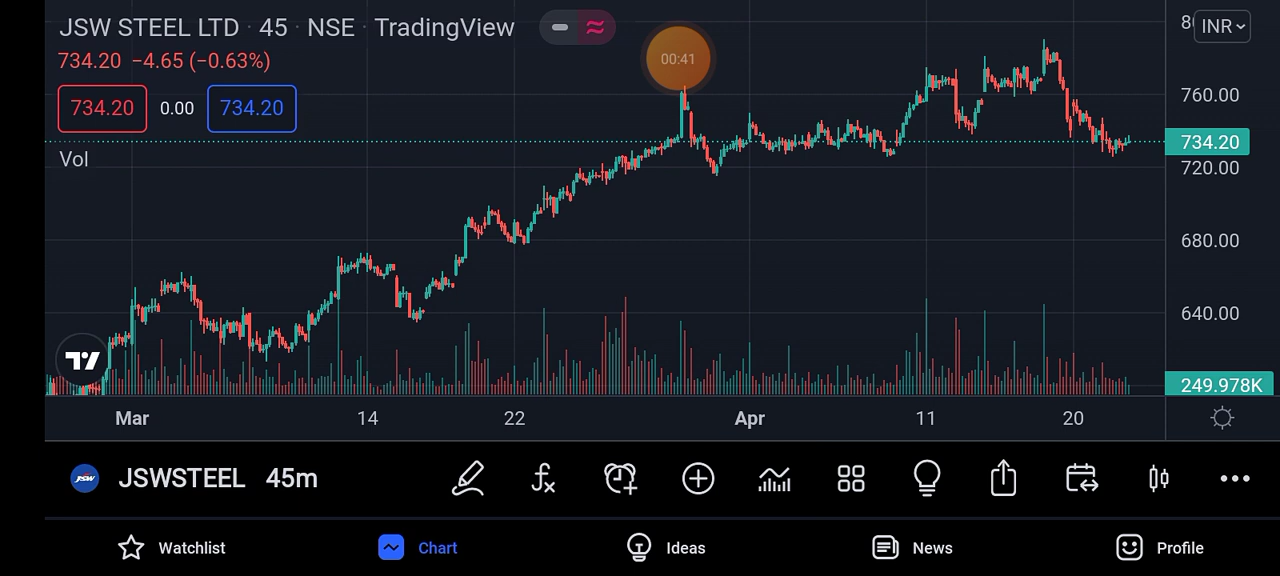 JSW STEEL LTD · 45 · NSE · TradingView
INR
734.20 −4.65 (−0.63%)
00:41
734.20 0.00 734.20
Vol
760.00
734.20
720.00
680.00
640.00
249.978K
Mar 14 22 Apr 11 20
JSW JSWSTEEL 45m
Watchlist Chart Ideas News Profile